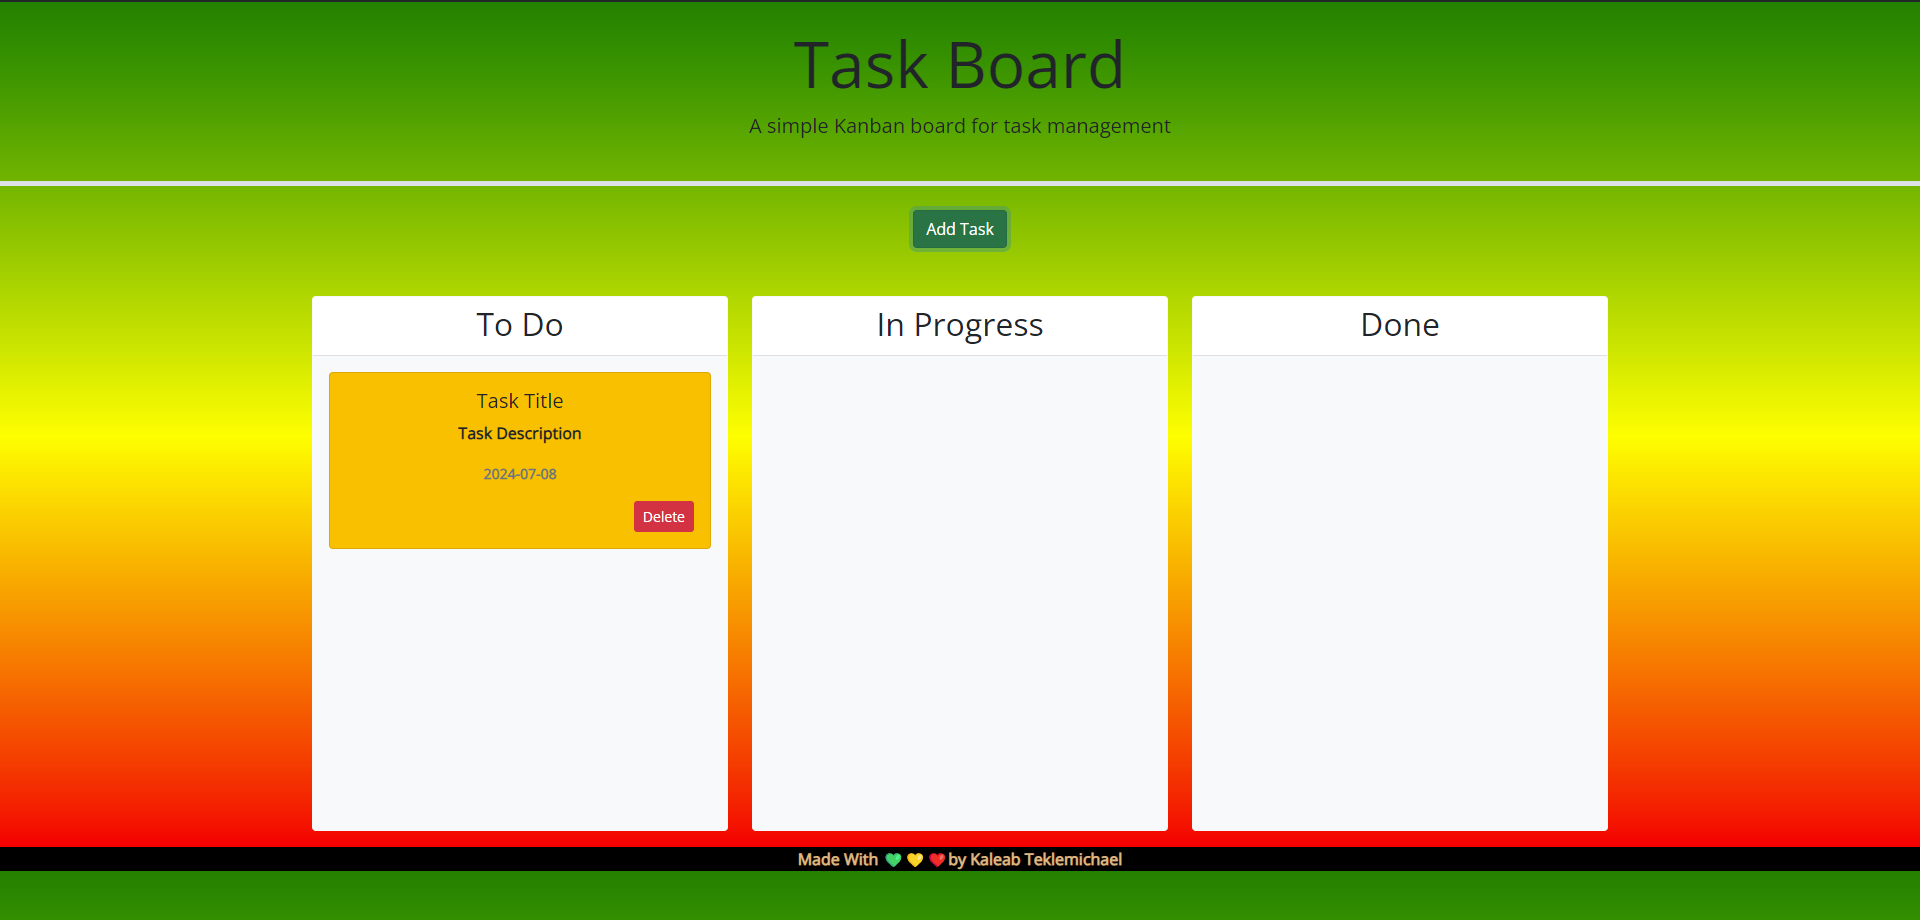 Task Board
A simple Kanban board for task management
Add Task
To Do
Task Title
Task Description
2024-07-08
Delete
In Progress
Done
Made With 💚 💛 ❤️ by Kaleab Teklemichael